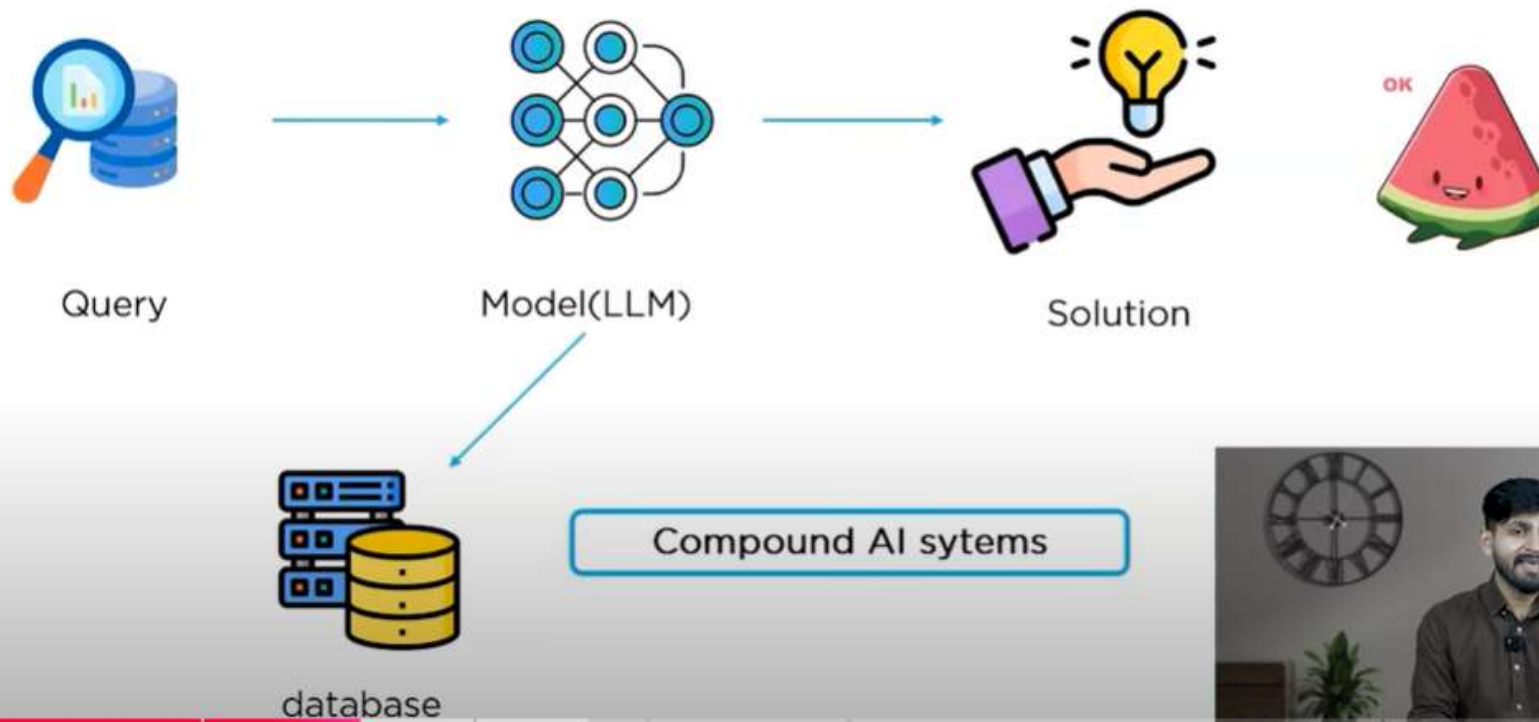 OK
Query
Model(LLM)
Solution
Compound AI sytems
database